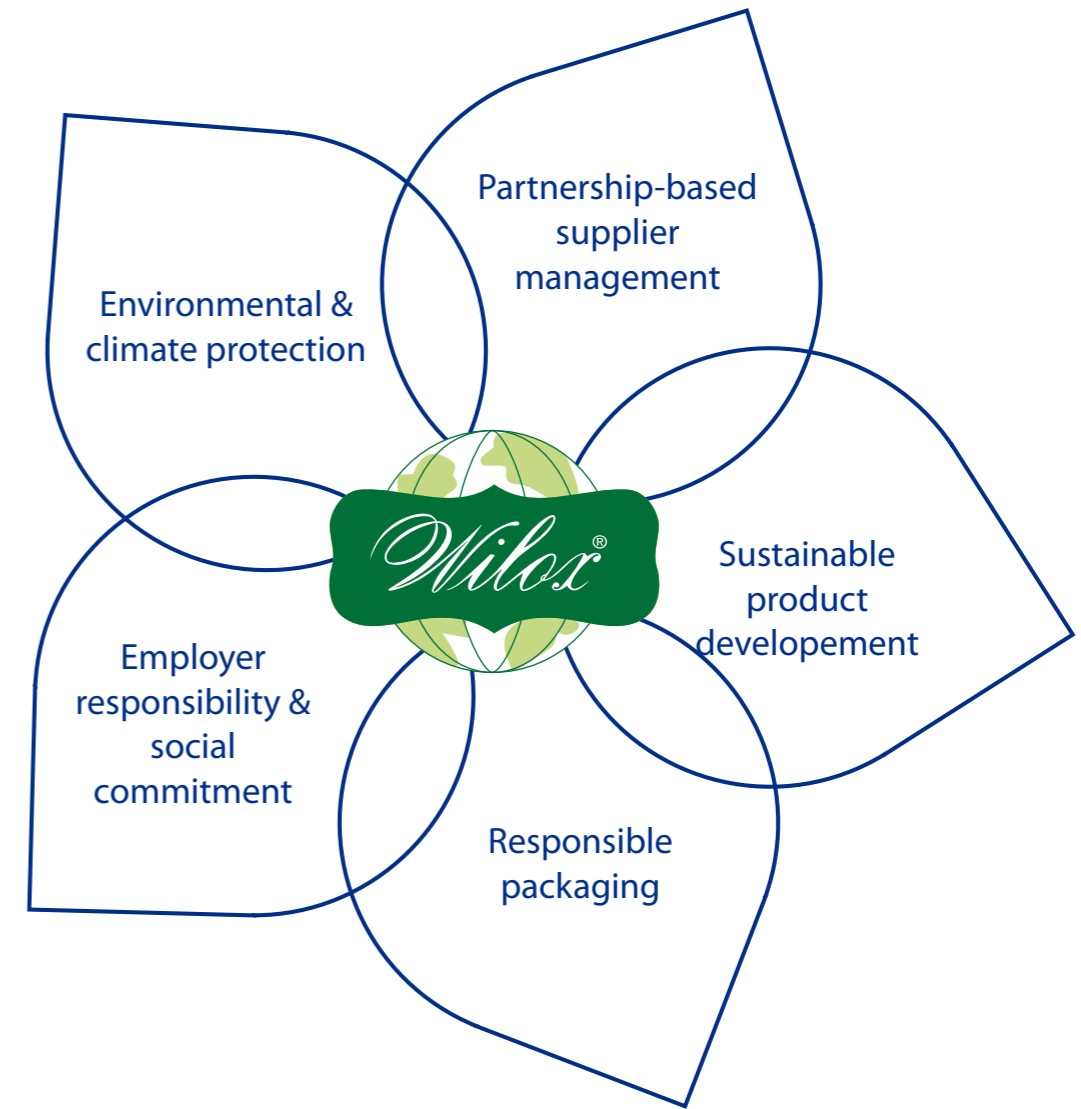 Partnership-based
supplier
management
Environmental &
climate protection
Wilox®
Sustainable
product
developement
Employer
responsibility &
social
commitment
Responsible
packaging